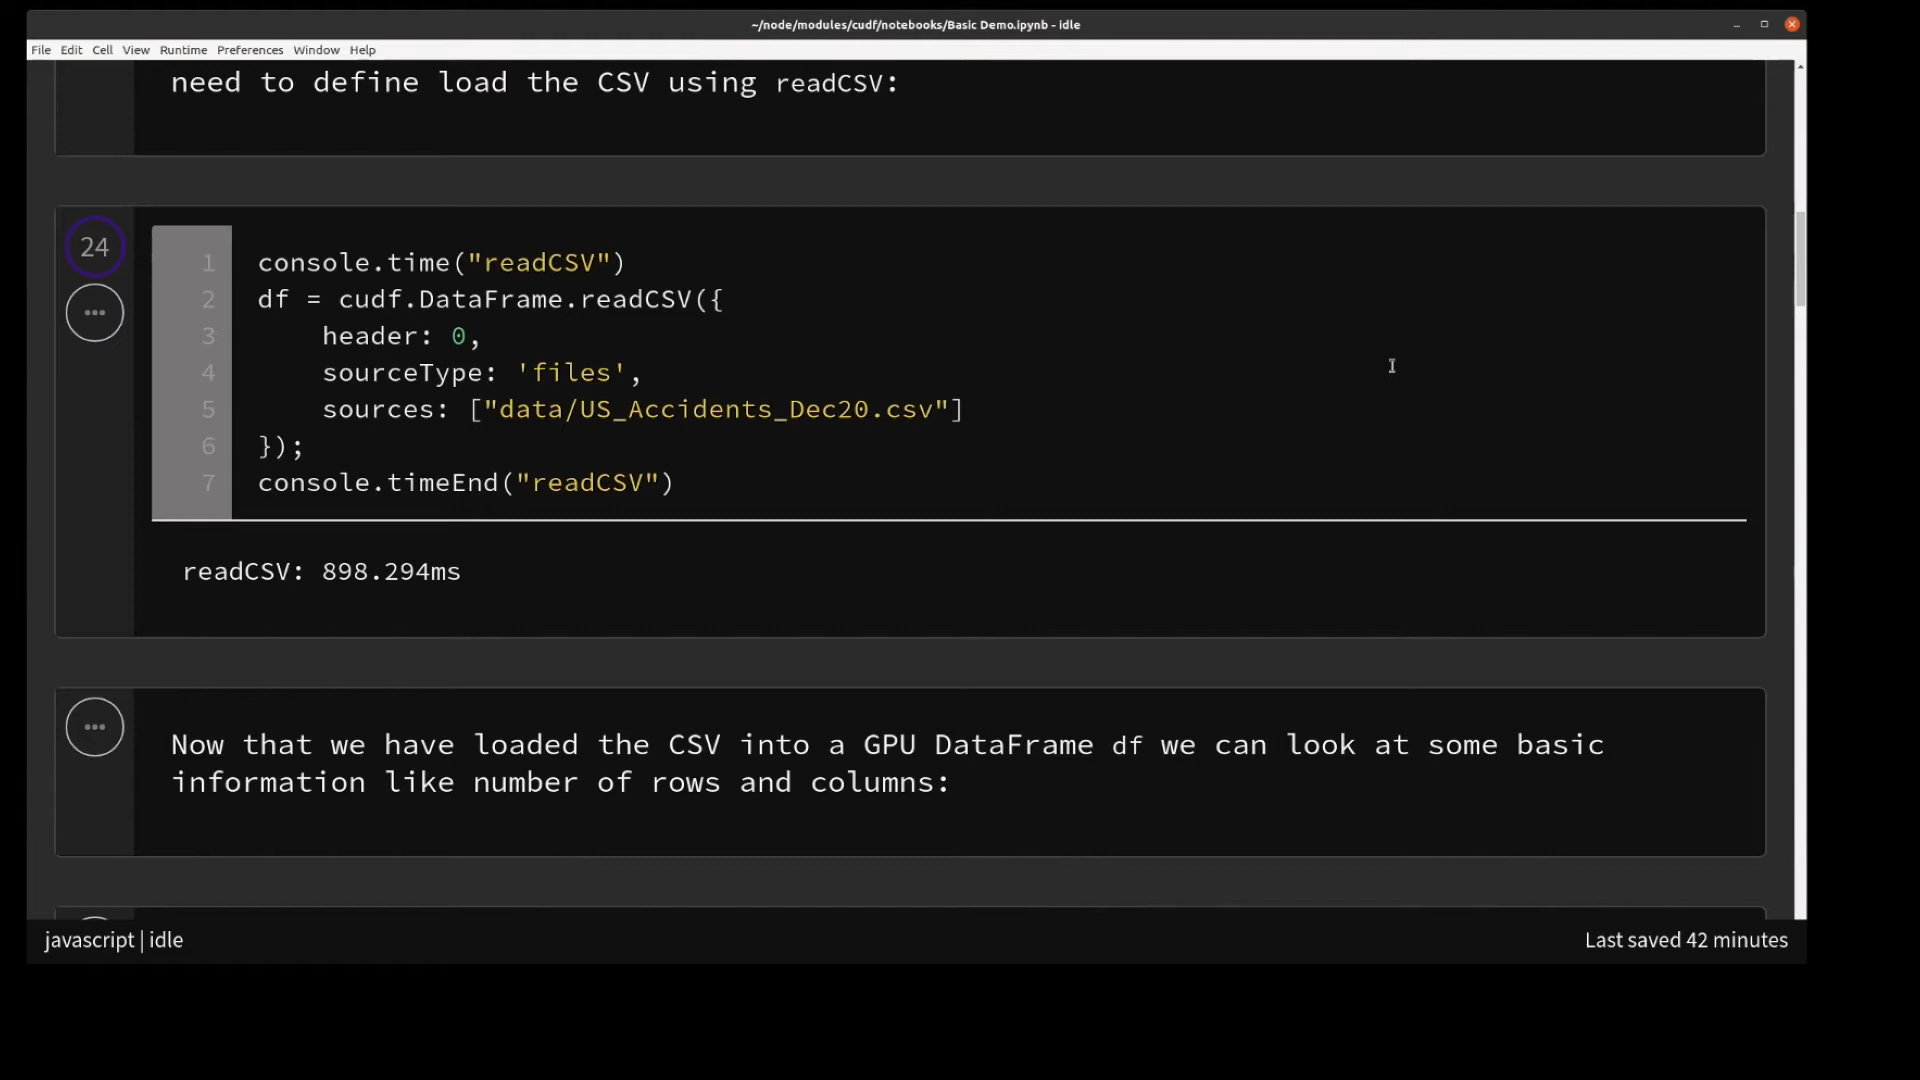 ~/node/modules/cudf/notebooks/Basic Demo.ipynb - idle
File Edit Cell View Runtime Preferences Window Help
need to define load the CSV using readCSV:
24
1 console.time("readCSV")
2 df = cudf.DataFrame.readCSV({
3 header: 0,
4 sourceType: 'files',
5 sources: ["data/US_Accidents_Dec20.csv"]
6 });
7 console.timeEnd("readCSV")
readCSV: 898.294ms
Now that we have loaded the CSV into a GPU DataFrame df we can look at some basic
information like number of rows and columns:
javascript | idle
Last saved 42 minutes